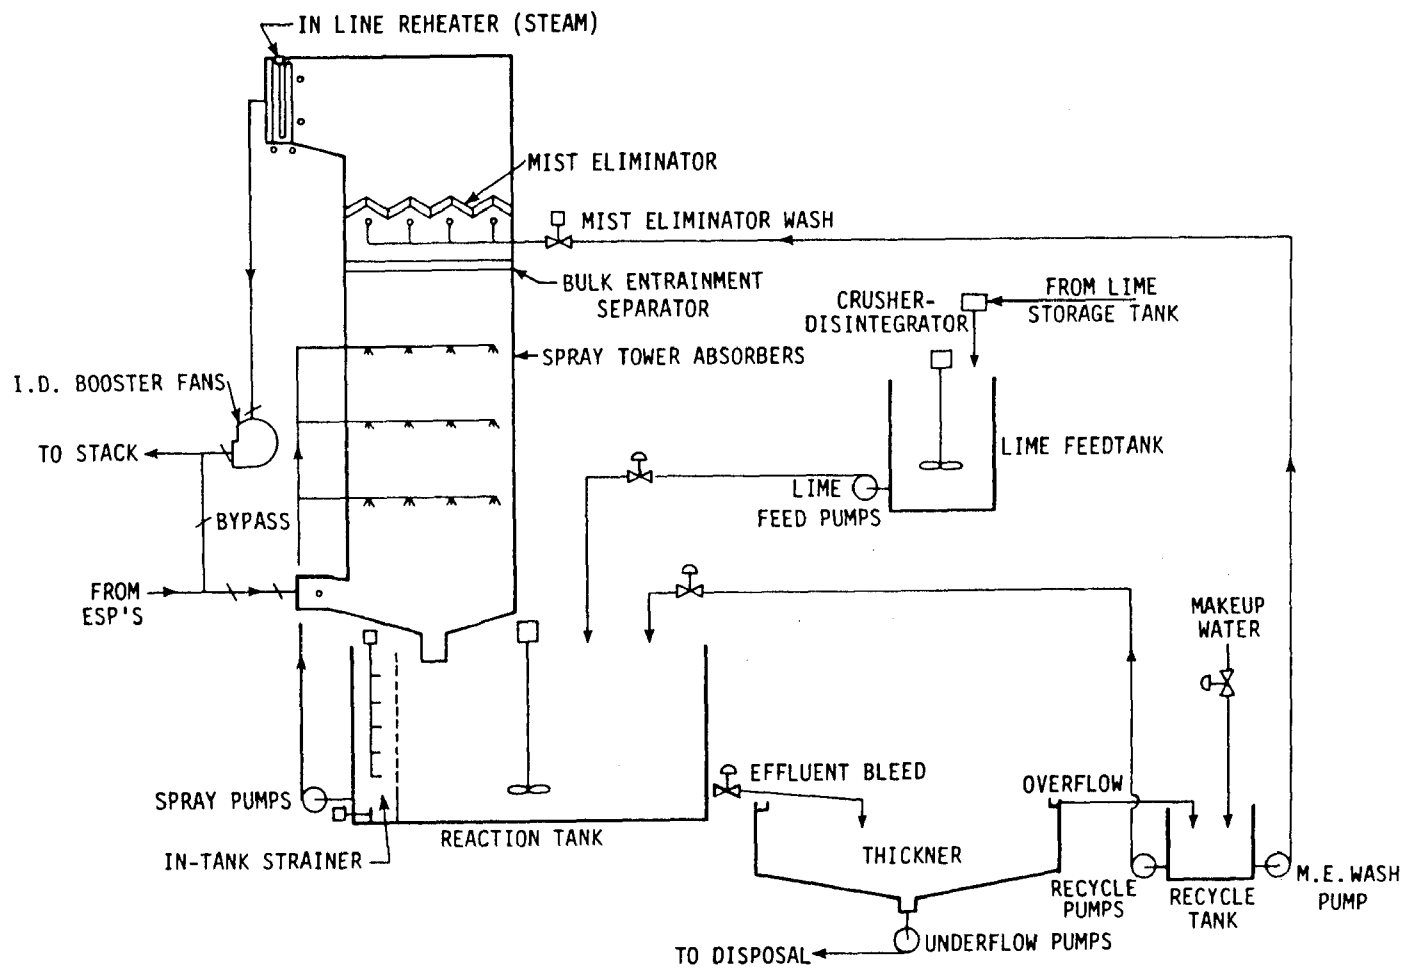 IN LINE REHEATER (STEAM)
MIST ELIMINATOR
MIST ELIMINATOR WASH
BULK ENTRAINMENT
SEPARATOR
CRUSHER-
DISINTEGRATOR
FROM LIME
STORAGE TANK
SPRAY TOWER ABSORBERS
I.D. BOOSTER FANS
TO STACK
LIME FEEDTANK
LIME
FEED PUMPS
BYPASS
FROM
ESP'S
MAKEUP
WATER
EFFLUENT BLEED
OVERFLOW
SPRAY PUMPS
REACTION TANK
IN-TANK STRAINER
THICKNER
RECYCLE
PUMPS
RECYCLE
TANK
M.E.WASH
PUMP
UNDERFLOW PUMPS
TO DISPOSAL